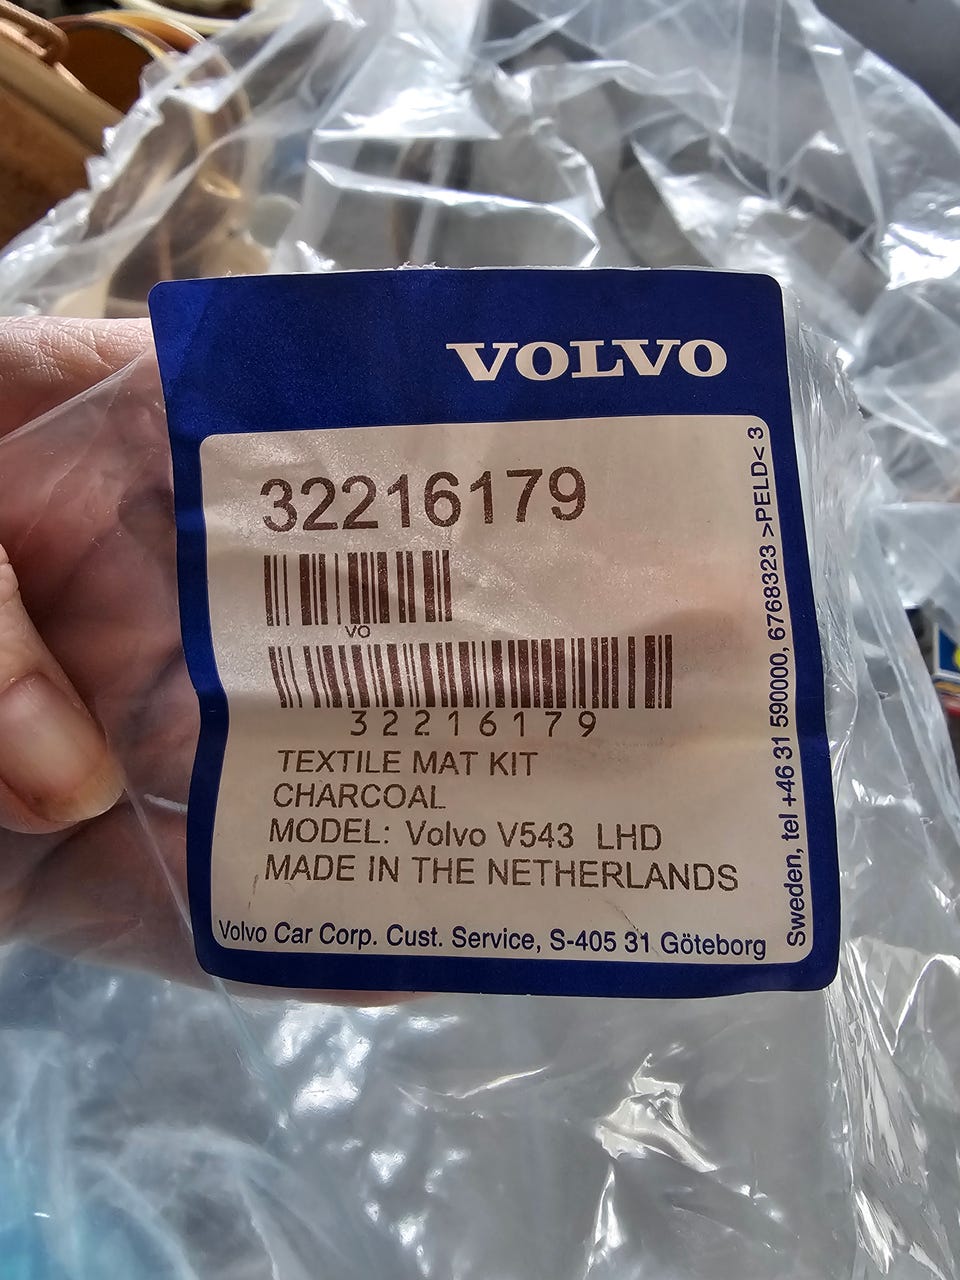 VOLVO
32216179
VO
32216179
TEXTILE MAT KIT
CHARCOAL
MODEL: Volvo V543 LHD
MADE IN THE NETHERLANDS
Volvo Car Corp. Cust. Service, S-405 31 Göteborg
Sweden, tel +46 31 590000, 6768323 >PELD< 3